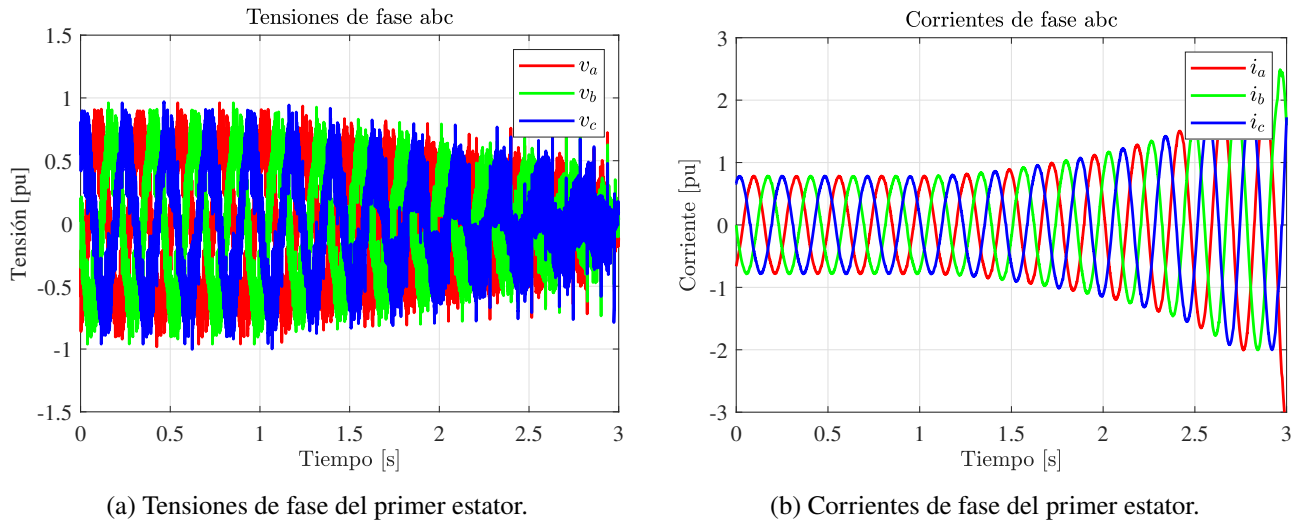 Tensiones de fase abc
1.5
1
0.5
0
-0.5
-1
-1.5
Tensión [pu]
v_a
v_b
v_c
0 0.5 1 1.5 2 2.5 3
Tiempo [s]
(a) Tensiones de fase del primer estator.
Corrientes de fase abc
3
2
1
0
-1
-2
-3
Corriente [pu]
i_a
i_b
i_c
0 0.5 1 1.5 2 2.5 3
Tiempo [s]
(b) Corrientes de fase del primer estator.